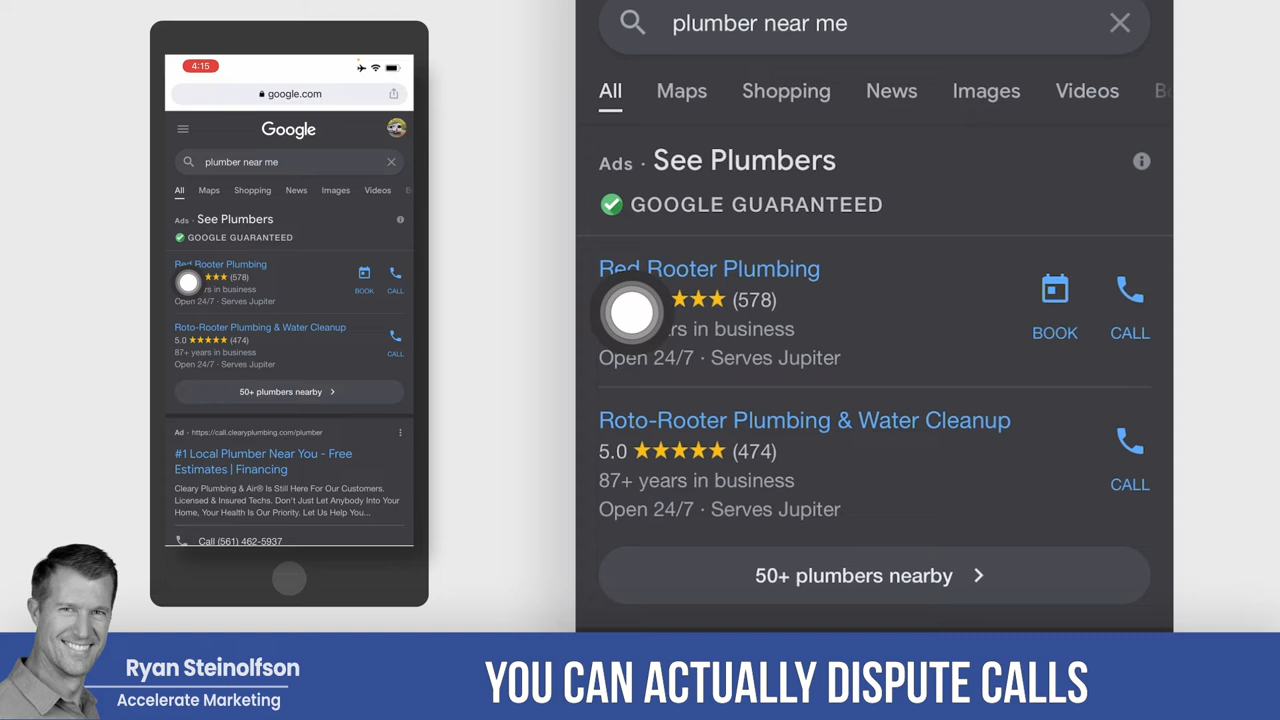 4:15
google.com
Google
plumber near me
All Maps Shopping News Images Videos
Ads · See Plumbers
GOOGLE GUARANTEED
Red Rooter Plumbing
(578)
rs in business
Open 24/7 · Serves Jupiter
BOOK
CALL
Roto-Rooter Plumbing & Water Cleanup
5.0 (474)
87+ years in business
Open 24/7 · Serves Jupiter
CALL
50+ plumbers nearby
Ad · https://call.clearyplumbing.com/plumber
#1 Local Plumber Near You - Free
Estimates | Financing
Cleary Plumbing & Air® Is Still Here For Our Customers.
Licensed & Insured Techs. Don't Just Let Anybody Into Your
Home, Your Health Is Our Priority. Let Us Help You...
Call (561) 462-5937
plumber near me
All Maps Shopping News Images Videos
Ads · See Plumbers
GOOGLE GUARANTEED
Red Rooter Plumbing
(578)
rs in business
Open 24/7 · Serves Jupiter
BOOK
CALL
Roto-Rooter Plumbing & Water Cleanup
5.0 (474)
87+ years in business
Open 24/7 · Serves Jupiter
CALL
50+ plumbers nearby
Ryan Steinolfson
Accelerate Marketing
YOU CAN ACTUALLY DISPUTE CALLS